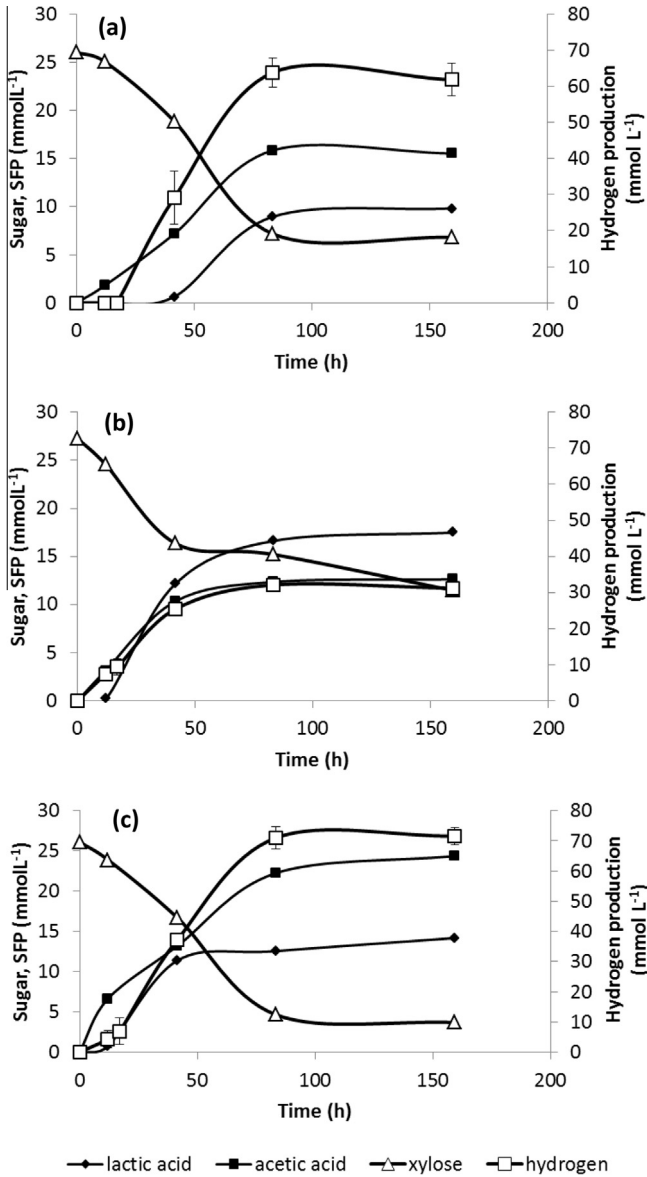 (a)
Sugar, SFP (mmolL-1)
30
25
20
15
10
5
0
80
70
60
50
40
30
20
10
0
Hydrogen production
(mmol L-1)
0 50 100 150 200
Time (h)
(b)
Sugar, SFP (mmolL-1)
30
25
20
15
10
5
0
80
70
60
50
40
30
20
10
0
Hydrogen production
(mmol L-1)
0 50 100 150 200
Time (h)
(c)
Sugar, SFP (mmolL-1)
30
25
20
15
10
5
0
80
70
60
50
40
30
20
10
0
Hydrogen production
(mmol L-1)
0 50 100 150 200
Time (h)
lactic acid acetic acid xylose hydrogen